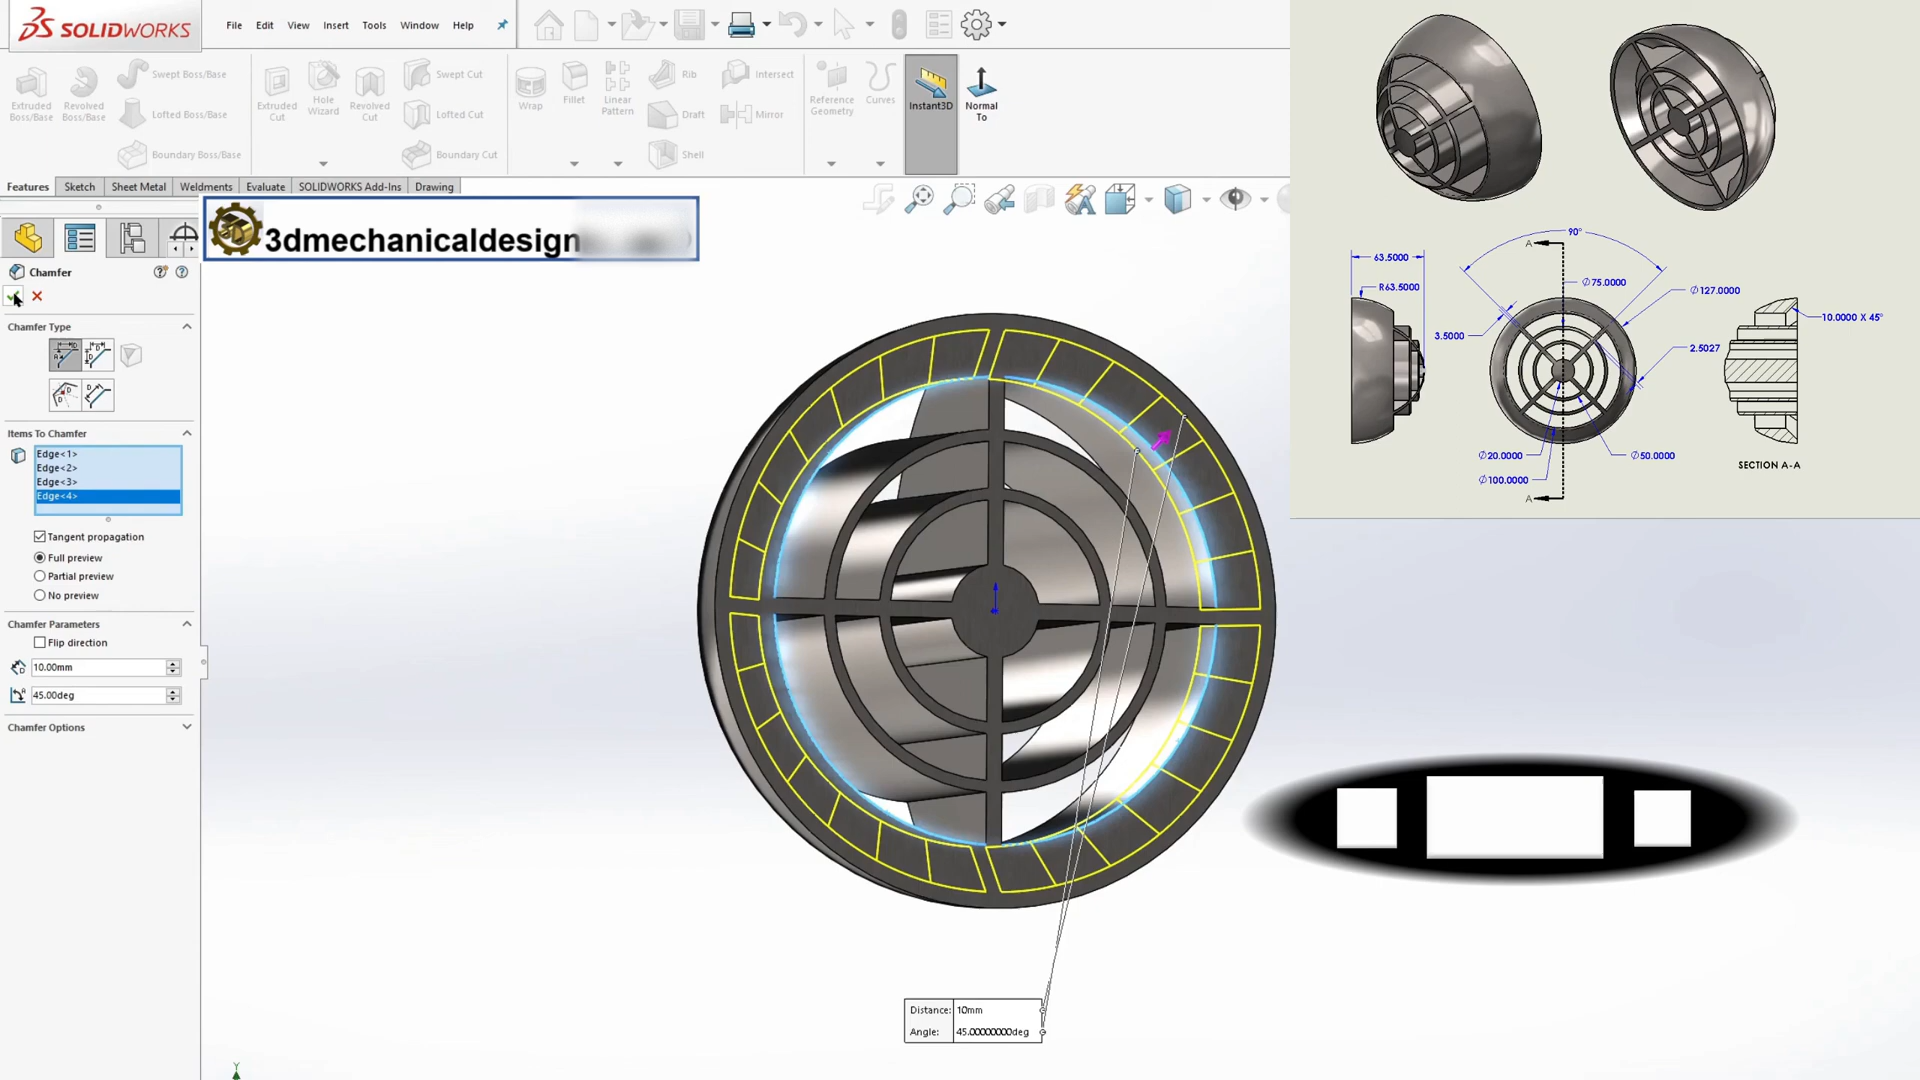 SOLIDWORKS
File Edit View Insert Tools Window Help
Extruded Boss/Base
Revolved Boss/Base
Swept Boss/Base
Lofted Boss/Base
Boundary Boss/Base
Extruded Cut
Hole Wizard
Revolved Cut
Swept Cut
Lofted Cut
Boundary Cut
Wrap
Fillet
Linear Pattern
Rib
Draft
Shell
Intersect
Mirror
Reference Geometry
Curves
Instant3D
Normal To
Features Sketch Sheet Metal Weldments Evaluate SOLIDWORKS Add-Ins Drawing
3dmechanicaldesign
Chamfer
Chamfer Type
Items To Chamfer
Edge<1>
Edge<2>
Edge<3>
Edge<4>
Tangent propagation
Full preview
Partial preview
No preview
Chamfer Parameters
Flip direction
10.00mm
45.00deg
Chamfer Options
Distance: 10mm
Angle: 45.00000000deg
Y
90°
A
63.5000
R63.5000
Ø75.0000
Ø127.0000
3.5000
10.0000 X 45°
2.5027
Ø20.0000
Ø50.0000
Ø100.0000
SECTION A-A
A